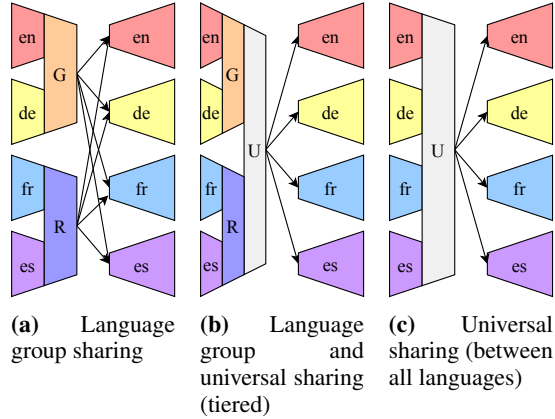 en
G
en
de
de
fr
R
fr
es
es
en
G
en
de
de
U
fr
R
fr
es
es
en
en
de
de
U
fr
fr
es
es
(a) Language
group sharing
(b) Language
group and
universal sharing
(tiered)
(c) Universal
sharing (between
all languages)